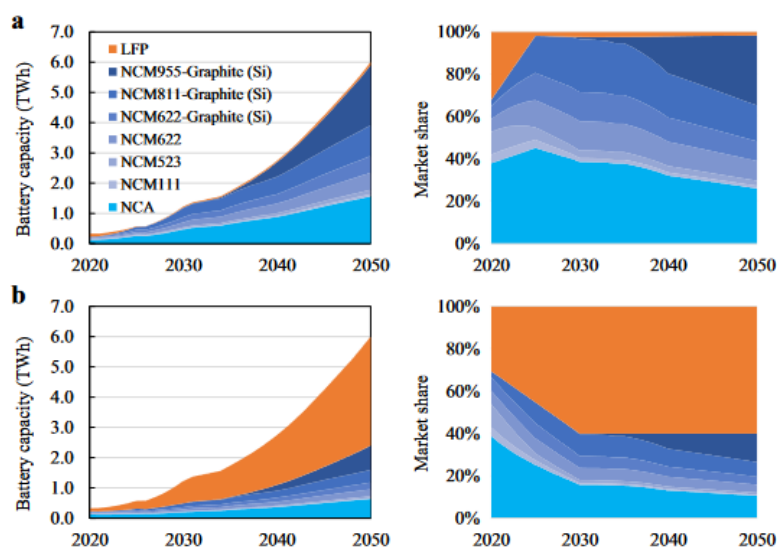 a
7.0
6.0
5.0
4.0
3.0
2.0
1.0
0.0
Battery capacity (TWh)
LFP
NCM955-Graphite (Si)
NCM811-Graphite (Si)
NCM622-Graphite (Si)
NCM622
NCM523
NCM111
NCA
2020 2030 2040 2050
100%
80%
60%
40%
20%
0%
Market share
2020 2030 2040 2050
b
7.0
6.0
5.0
4.0
3.0
2.0
1.0
0.0
Battery capacity (TWh)
2020 2030 2040 2050
100%
80%
60%
40%
20%
0%
Market share
2020 2030 2040 2050